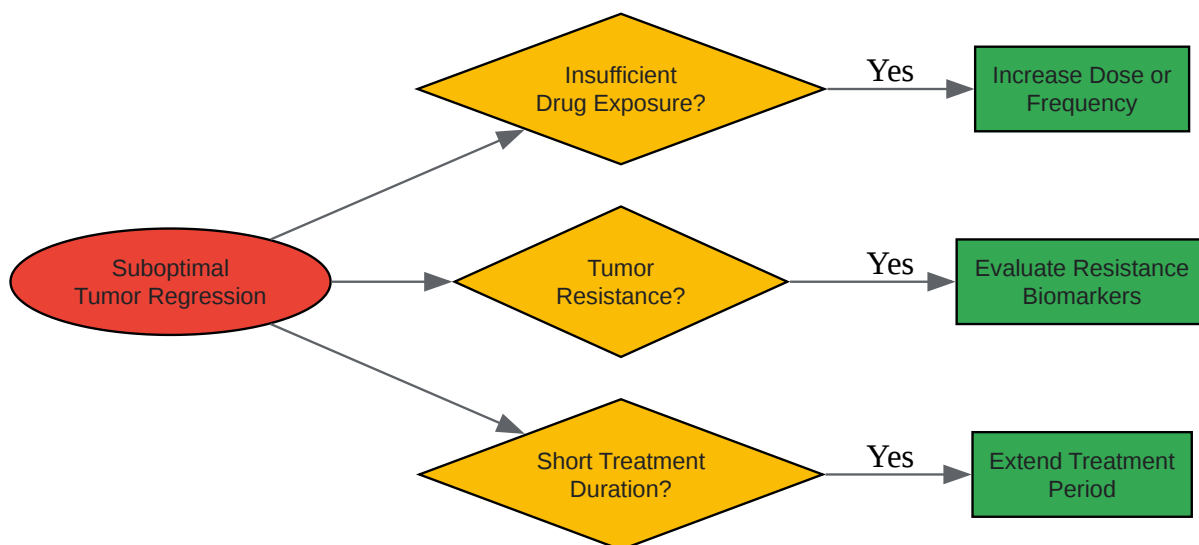 Insufficient
Drug Exposure?
Yes
Increase Dose or
Frequency
Suboptimal
Tumor Regression
Tumor
Resistance?
Yes
Evaluate Resistance
Biomarkers
Short Treatment
Duration?
Yes
Extend Treatment
Period